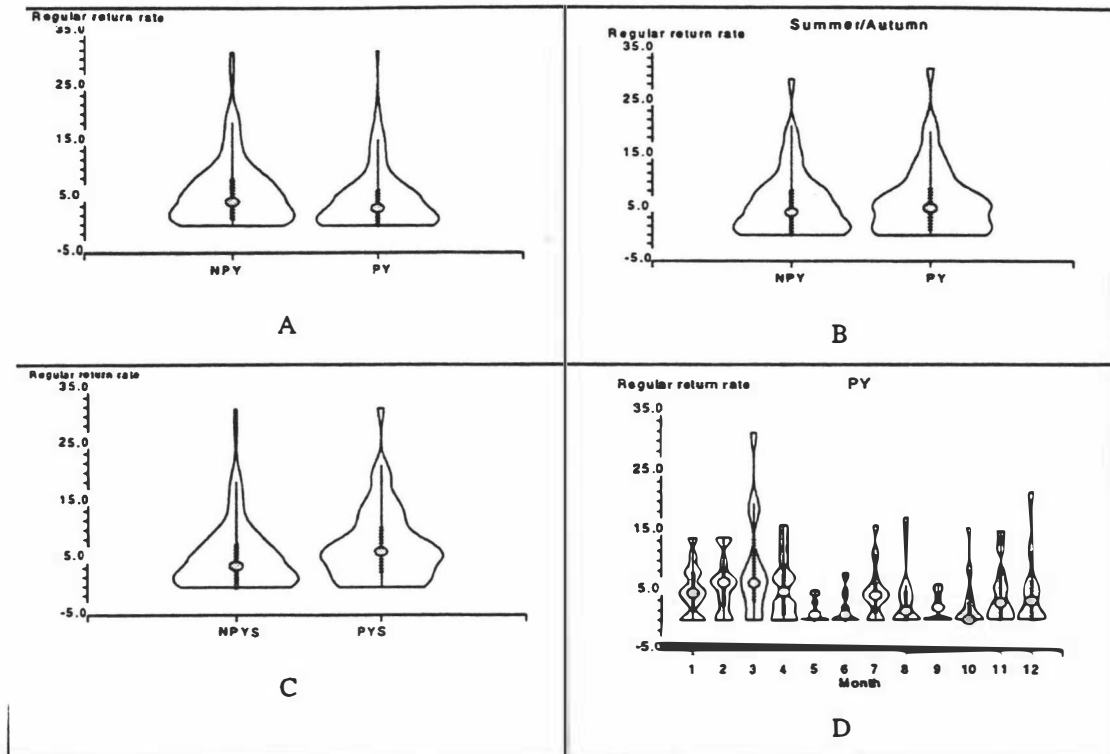 Regular return rate
35.0
25.0
15.0
5.0
-5.0
NPY PY
A
Summer/Autumn
Regular return rate
35.0
25.0
15.0
5.0
-5.0
NPY PY
B
Regular return rate
35.0
25.0
15.0
5.0
-5.0
NPYS PYS
C
Regular return rate PY
35.0
25.0
15.0
5.0
-5.0
1 2 3 4 5 6 7 8 9 10 11 12
Month
D